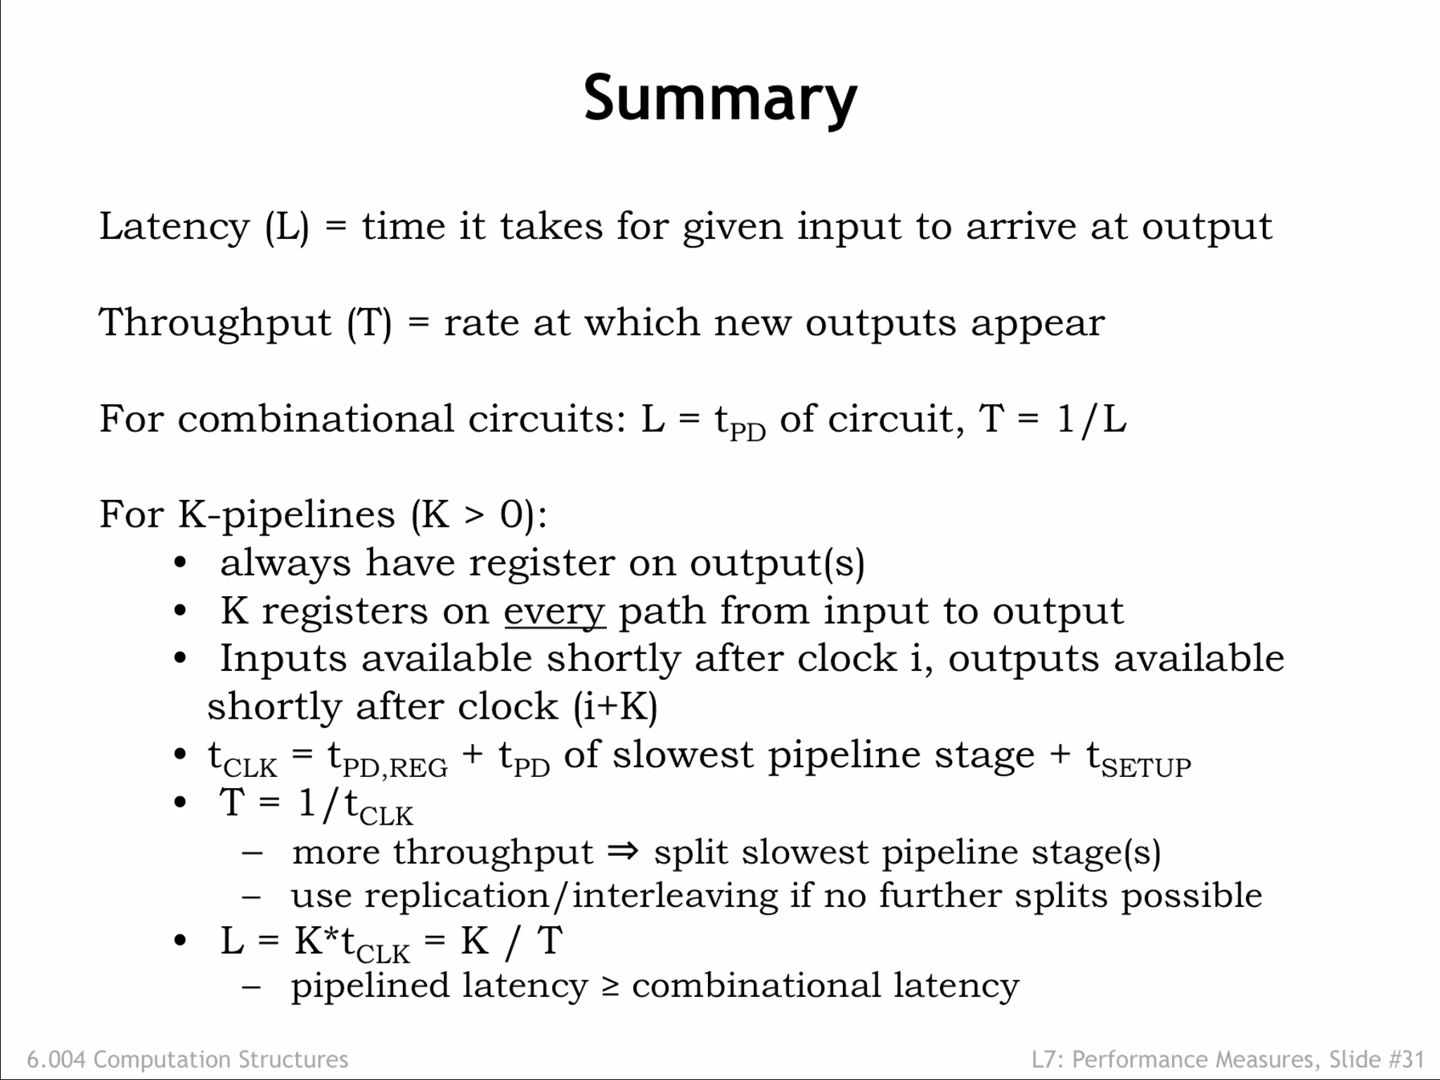 Summary
Latency (L) = time it takes for given input to arrive at output
Throughput (T) = rate at which new outputs appear
For combinational circuits: L = tPD of circuit, T = 1/L
For K-pipelines (K > 0):
• always have register on output(s)
• K registers on every path from input to output
• Inputs available shortly after clock i, outputs available
shortly after clock (i+K)
• tCLK = tPD,REG + tPD of slowest pipeline stage + tSETUP
• T = 1/tCLK
– more throughput ⇒ split slowest pipeline stage(s)
– use replication/interleaving if no further splits possible
• L = K*tCLK = K / T
– pipelined latency ≥ combinational latency
6.004 Computation Structures
L7: Performance Measures, Slide #31